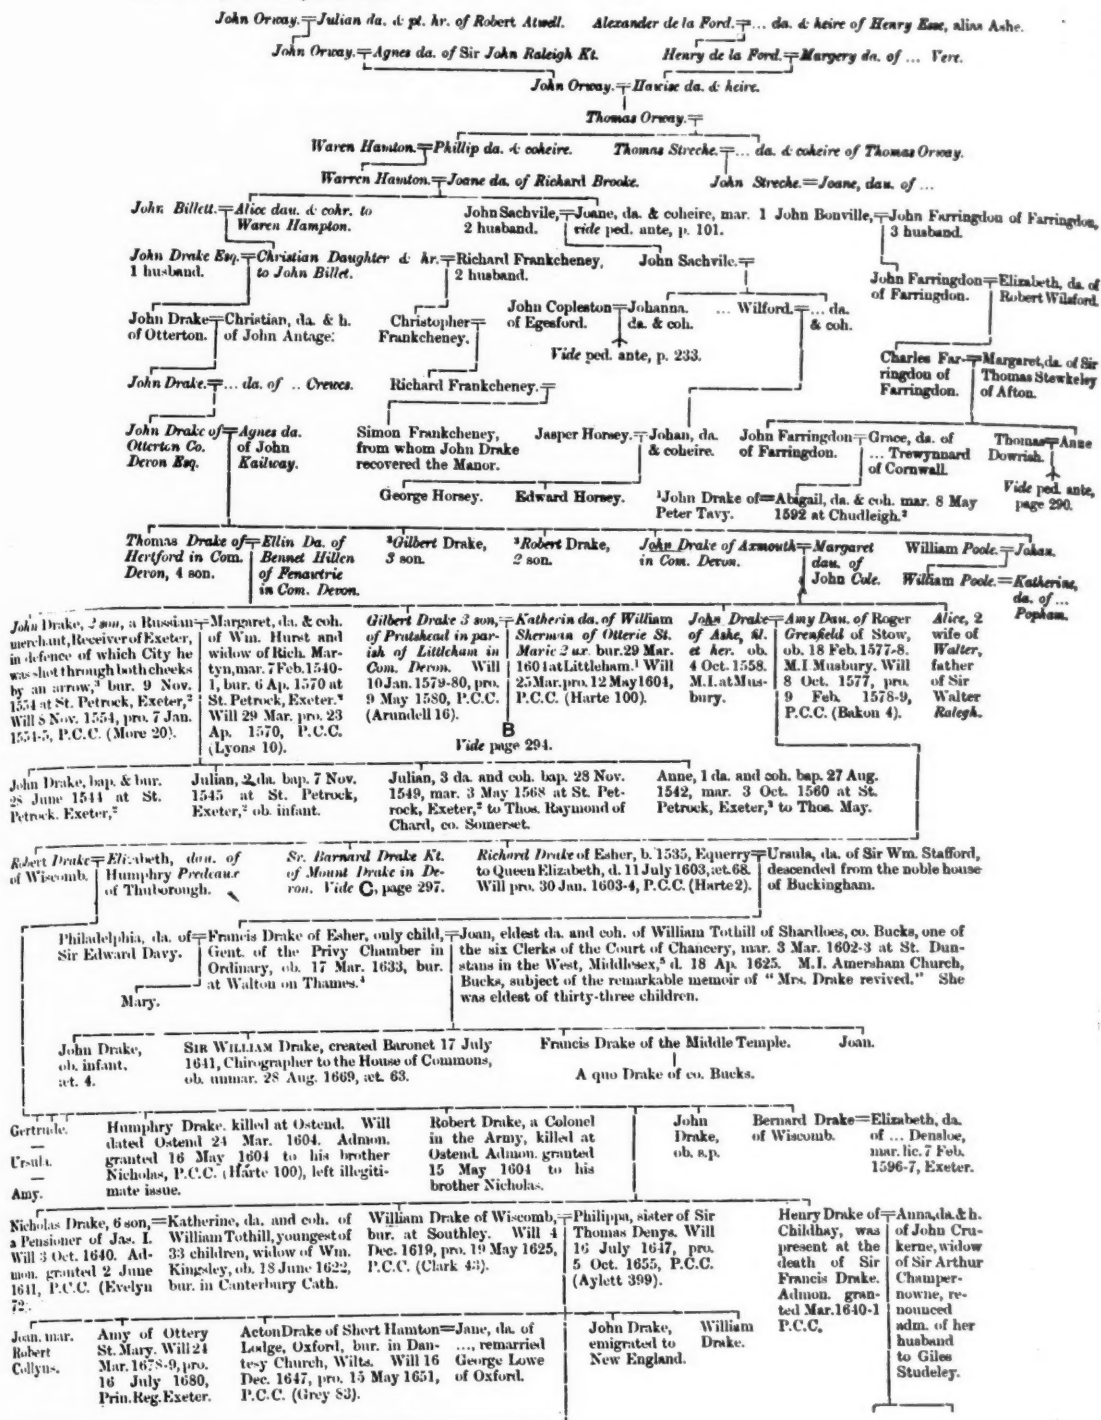 John Orway. Julian da. & pt. hr. of Robert Atwell. Alexander de la Ford. ... da. & heire of Henry Esse, alias Ashe.
John Orway. Agnes da. of Sir John Raleigh Kt. Henry de la Ford. Margery da. of ... Vere.
John Orway. Hawise da. & heire.
Thomas Orway.
Waren Hamton. Phillip da. & coheire. Thomas Streche. ... da. & coheire of Thomas Orway.
Warren Hamton. Joane da. of Richard Brooke. John Streche.=Joane, dau. of ...
John Billett. Alice dau. & cohr. to
Waren Hampton.
John Sachvile,
2 husband.
Joane, da. & coheire, mar. 1 John Bonville,
vide ped. ante, p. 101.
John Farringdon of Farringdon,
3 husband.
John Drake Esq.
1 husband.
Christian Daughter & hr.
to John Billet.
Richard Frankcheney,
2 husband.
John Sachvile.
John Farringdon
of Farringdon.
Elizabeth, da. of
Robert Wilsford.
John Drake
of Otterton.
Christian, da. & h.
of John Antage:
Christopher
Frankcheney.
John Copleston
of Egesford.
Johanna.
da. & coh.
Vide ped. ante, p. 233.
... Wilford.
... da.
& coh.
Charles Far-
ringdon of
Farringdon.
Margaret, da. of Sir
Thomas Stewkeley
of Afton.
John Drake. ... da. of .. Crewes. Richard Frankcheney.
John Drake of
Otterton Co.
Devon Esq.
Agnes da.
of John
Kailway.
Simon Frankcheney,
from whom John Drake
recovered the Manor.
Jasper Horsey.
Johan, da.
& coheire.
John Farringdon
of Farringdon.
Grace, da. of
... Trewynnard
of Cornwall.
Thomas
Dowrish.
Anne
Vide ped. ante,
page 290.
George Horsey. Edward Horsey.
¹John Drake of
Peter Tavy.
=Abigail, da. & coh. mar. 8 May
1592 at Chudleigh.²
Thomas Drake of
Hertford in Com.
Devon, 4 son.
Ellin Da. of
Bennet Hillen
of Penawtrie
in Com. Devon.
³Gilbert Drake,
3 son.
³Robert Drake,
2 son.
John Drake of Axmouth
in Com. Devon.
Margaret
dau. of
John Cole.
William Poole.
Johan.
William Poole.=Katherine,
da. of ...
Popham.
John Drake, 2 son, a Russian
merchant, Receiver of Exeter,
in defence of which City he
was shot through both cheeks
by an arrow,³ bur. 9 Nov.
1554 at St. Petrock, Exeter,²
Will 8 Nov. 1554, pro. 7 Jan.
1554-5, P.C.C. (More 20).
Margaret, da. & coh.
of Wm. Hurst and
widow of Rich. Mar-
tyn, mar. 7 Feb. 1540-
1, bur. 6 Ap. 1570 at
St. Petrock, Exeter.²
Will 29 Mar. pro. 23
Ap. 1570, P.C.C.
(Lyons 10).
Gilbert Drake 3 son,
of Pratshead in par-
ish of Littleham in
Com. Devon. Will
10 Jan. 1579-80, pro.
9 May 1580, P.C.C.
(Arundell 16).
Katherin da. of William
Sherman of Otterie St.
Marie 2 ux. bur. 29 Mar.
1604 at Littleham.¹ Will
25 Mar. pro. 12 May 1604,
P.C.C. (Harte 100).
B
Vide page 294.
John Drake
of Ashe, fil.
et her. ob.
4 Oct. 1558.
M.I. at Mus-
bury.
Amy Dau. of Roger
Grenfield of Stow,
ob. 18 Feb. 1577-8.
M.I Musbury. Will
8 Oct. 1577, pro.
9 Feb. 1578-9,
P.C.C. (Bakon 4).
Alice, 2
wife of
Walter,
father
of Sir
Walter
Ralegh.
John Drake, bap. & bur.
28 June 1544 at St.
Petrock. Exeter,²
Julian, 2 da. bap. 7 Nov.
1545 at St. Petrock,
Exeter,² ob. infant.
Julian, 3 da. and coh. bap. 28 Nov.
1549, mar. 3 May 1568 at St. Pet-
rock, Exeter,² to Thos. Raymond of
Chard, co. Somerset.
Anne, 1 da. and coh. bap. 27 Aug.
1542, mar. 3 Oct. 1560 at St.
Petrock, Exeter,² to Thos. May.
Robert Drake
of Wiscomb.
Elizabeth, dau. of
Humphry Predeaux
of Thuborough.
Sr. Barnard Drake Kt.
of Mount Drake in De-
von. Vide C, page 297.
Richard Drake of Esher, b. 1535, Equerry
to Queen Elizabeth, d. 11 July 1603, æt. 68.
Will pro. 30 Jan. 1603-4, P.C.C. (Harte 2).
Ursula, da. of Sir Wm. Stafford,
descended from the noble house
of Buckingham.
Philadelphia, da. of
Sir Edward Davy.
Mary.
Francis Drake of Esher, only child,
Gent. of the Privy Chamber in
Ordinary, ob. 17 Mar. 1633, bur.
at Walton on Thames.⁴
Joan, eldest da. and coh. of William Tothill of Shardloes, co. Bucks, one of
the six Clerks of the Court of Chancery, mar. 3 Mar. 1602-3 at St. Dun-
stans in the West, Middlesex,⁵ d. 18 Ap. 1625. M.I. Amersham Church,
Bucks, subject of the remarkable memoir of "Mrs. Drake revived." She
was eldest of thirty-three children.
John Drake,
ob. infant.
æt. 4.
SIR WILLIAM Drake, created Baronet 17 July
1641, Chirographer to the House of Commons,
ob. unmar. 28 Aug. 1669, æt. 63.
Francis Drake of the Middle Temple.
A quo Drake of co. Bucks.
Joan.
Gertrude.
—
Ursula.
—
Amy.
Humphry Drake. killed at Ostend. Will
dated Ostend 24 Mar. 1604. Admon.
granted 16 May 1604 to his brother
Nicholas, P.C.C. (Harte 100), left illegiti-
mate issue.
Robert Drake, a Colonel
in the Army, killed at
Ostend. Admon. granted
15 May 1604 to his
brother Nicholas.
John
Drake,
ob. s.p.
Bernard Drake
of Wiscomb.
=Elizabeth, da.
of ... Densloe,
mar. lic. 7 Feb.
1596-7, Exeter.
Nicholas Drake, 6 son,
a Pensioner of Jas. I.
Will 3 Oct. 1640. Ad-
mon. granted 2 June
1641, P.C.C. (Evelyn
72).
=Katherine, da. and coh. of
William Tothill, youngest of
33 children, widow of Wm.
Kingsley, ob. 18 June 1622,
bur. in Canterbury Cath.
William Drake of Wiscomb,
bur. at Southley. Will 4
Dec. 1619, pro. 19 May 1625,
P.C.C. (Clark 43).
Philippa, sister of Sir
Thomas Denys. Will
16 July 1647, pro.
5 Oct. 1655, P.C.C.
(Aylett 399).
Henry Drake of
Childhay, was
present at the
death of Sir
Francis Drake.
Admon. gran-
ted Mar. 1640-1
P.C.C.
Anna, da. & h.
of John Cru-
kerne, widow
of Sir Arthur
Champer-
nowne, re-
nounced
adm. of her
husband
to Giles
Studeley.
Joan, mar.
Robert
Collyns.
Amy of Ottery
St. Mary. Will 24
Mar. 1678-9, pro.
16 July 1680,
Prin. Reg. Exeter.
Acton Drake of Short Hamton
Lodge, Oxford, bur. in Dan-
tesy Church, Wilts. Will 16
Dec. 1647, pro. 15 May 1651,
P.C.C. (Grey 83).
=Jane, da. of
..., remarried
George Lowe
of Oxford.
John Drake,
emigrated to
New England.
William
Drake.